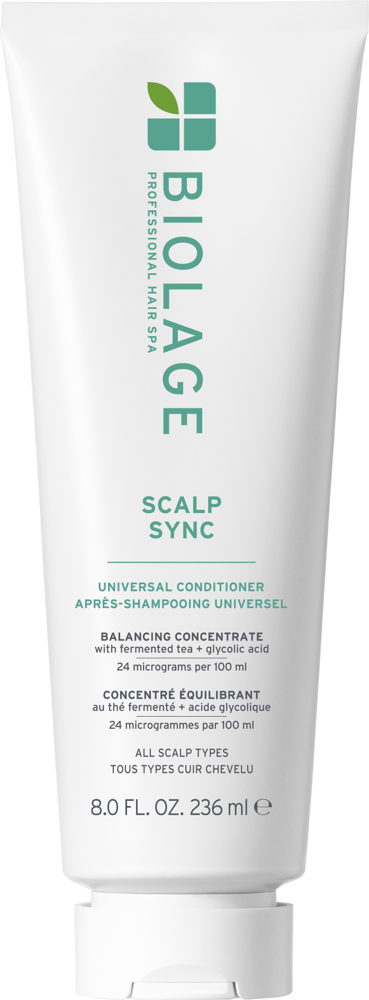 BIOLAGE
PROFESSIONAL HAIR SPA
SCALP
SYNC
UNIVERSAL CONDITIONER
APRÈS-SHAMPOOING UNIVERSEL
BALANCING CONCENTRATE
with fermented tea + glycolic acid
24 micrograms per 100 ml
CONCENTRÉ ÉQUILIBRANT
au thé fermenté + acide glycolique
24 microgrammes par 100 ml
ALL SCALP TYPES
TOUS TYPES CUIR CHEVELU
8.0 FL. OZ. 236 ml ℮